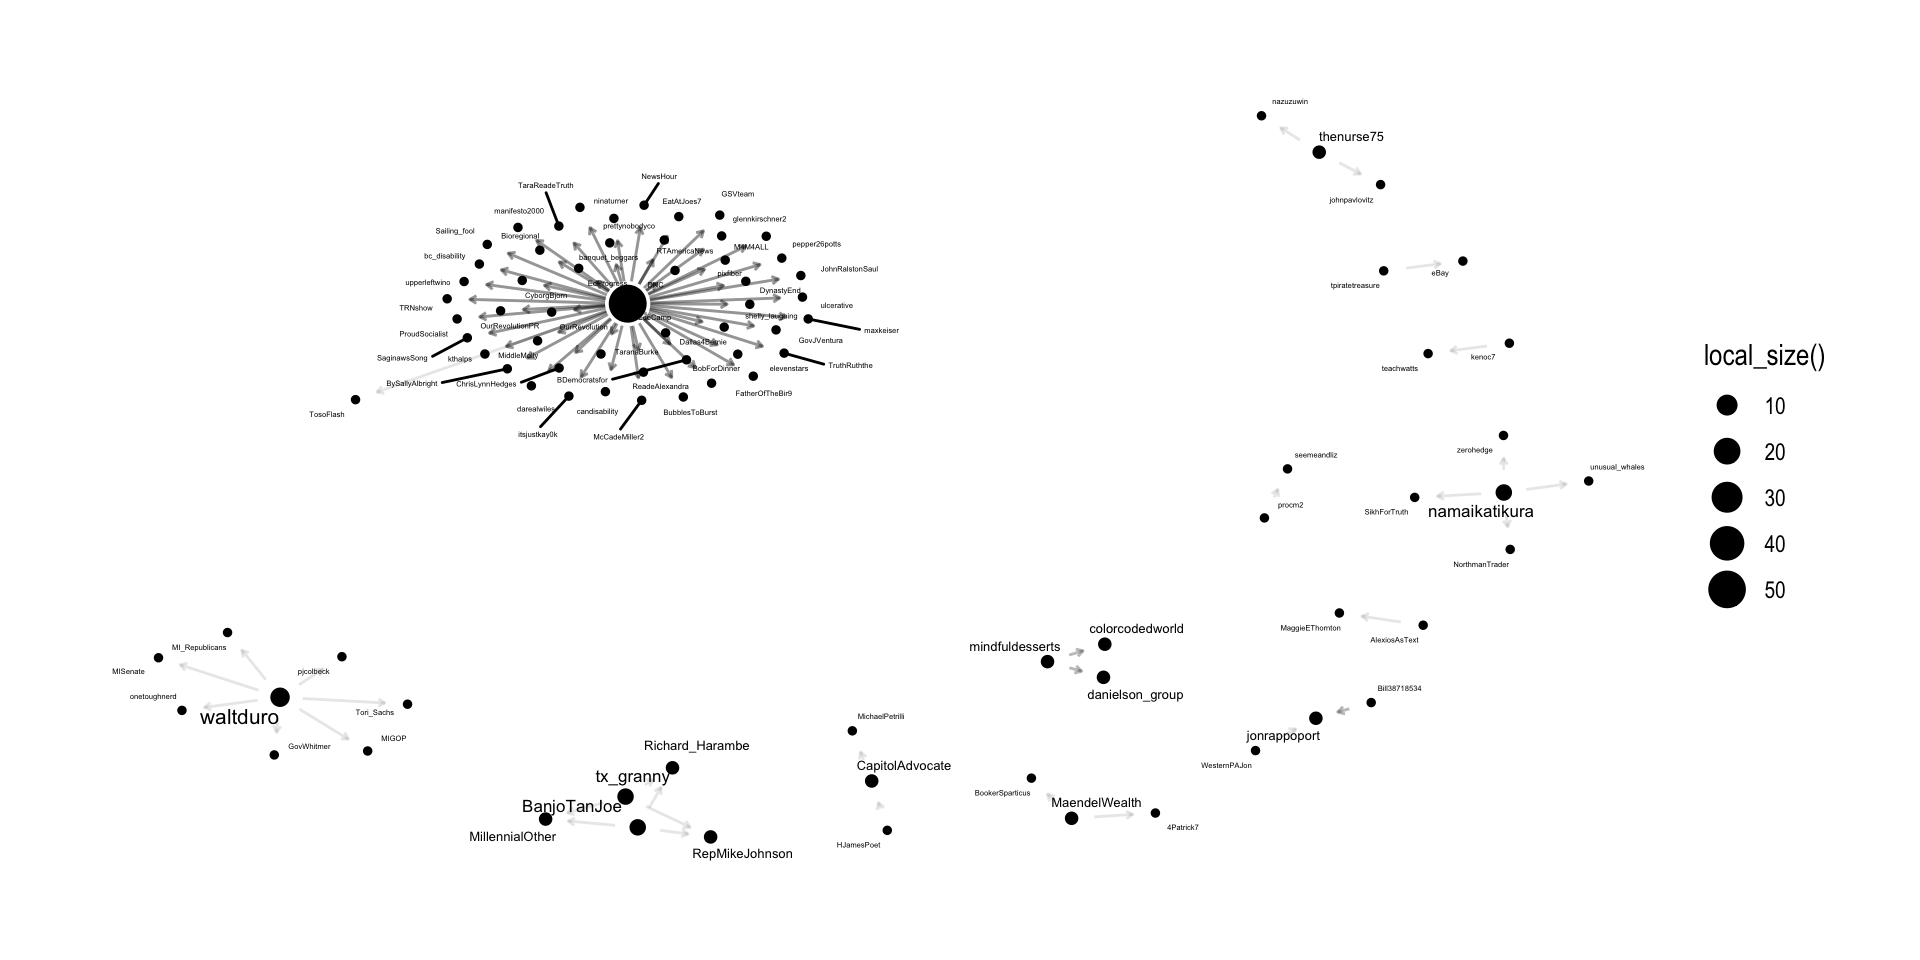 nazuzuwin
thenurse75
johnpavlovitz
NewsHour
TaraReadeTruth
GSVteam
ninaturner
EatAtJoes7
manifesto2000
glennkirschner2
prettynobodyco
Sailing_fool
Bioregional
M4M4ALL
pepper26potts
RTAmericaNews
bc_disability
banquet_beggars
JohnRalstonSaul
pixfiber
eBay
tpiratetreasure
upperleftwino
EdProgress
DNC
DynastyEnd
CyborgBjorn
TRNshow
ulcerative
LeeCamp
shelly_laughing
OurRevolutionPR
OurRevolution
maxkeiser
ProudSocialist
GovJVentura
Dallas4Bernie
SaginawsSong
kthalps
MiddleMolly
TaranaBurke
kenoc7
teachwatts
TruthRuththe
BobForDinner
elevenstars
BySallyAlbright
ChrisLynnHedges
BDemocratsfor
ReadeAlexandra
FatherOfTheBir9
TosoFlash
darealwiles
candisability
BubblesToBurst
itsjustkay0k
McCadeMiller2
local_size()
10
20
30
40
50
zerohedge
seemeandliz
unusual_whales
procm2
SikhForTruth
namaikatikura
NorthmanTrader
MaggieEThornton
AlexiosAsText
colorcodedworld
mindfuldesserts
danielson_group
MI_Republicans
MISenate
pjcolbeck
onetoughnerd
waltduro
Tori_Sachs
GovWhitmer
MIGOP
Bill38718534
jonrappoport
WesternPAJon
MichaelPetrilli
CapitolAdvocate
HJamesPoet
Richard_Harambe
tx_granny
BanjoTanJoe
MillennialOther
RepMikeJohnson
BookerSparticus
MaendelWealth
4Patrick7